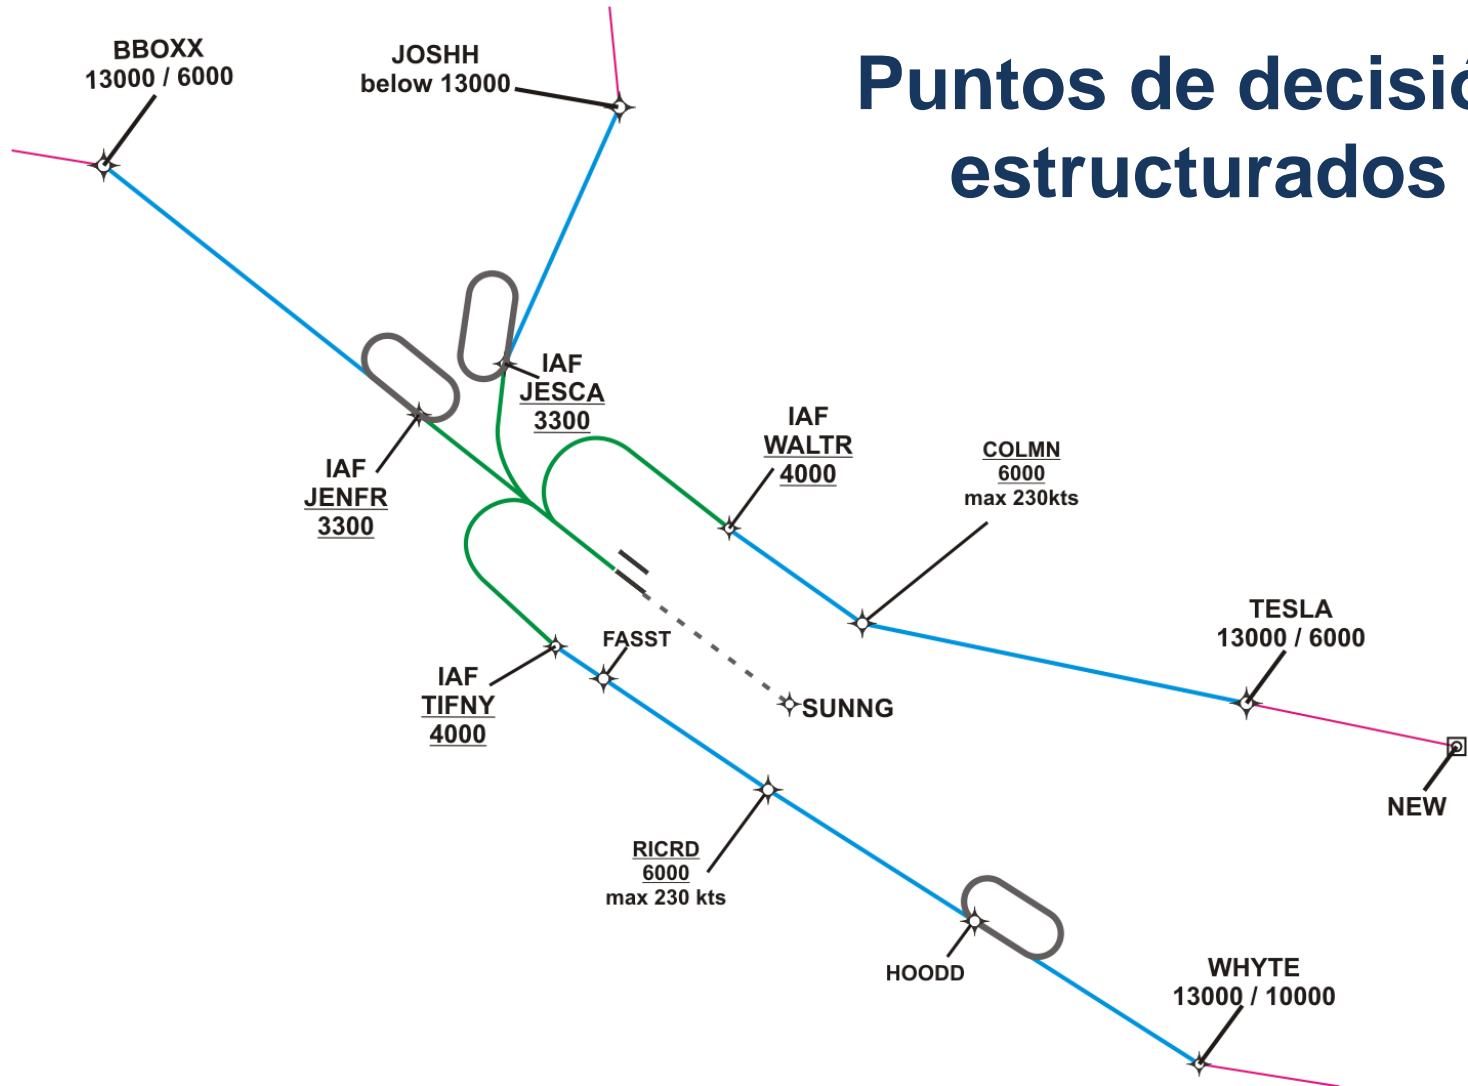 Puntos de decisió
estructurados
BBOXX
13000 / 6000
JOSHH
below 13000
IAF
JESCA
3300
IAF
JENFR
3300
IAF
WALTR
4000
COLMN
6000
max 230kts
TESLA
13000 / 6000
NEW
FASST
IAF
TIFNY
4000
SUNNG
RICRD
6000
max 230 kts
HOODD
WHYTE
13000 / 10000